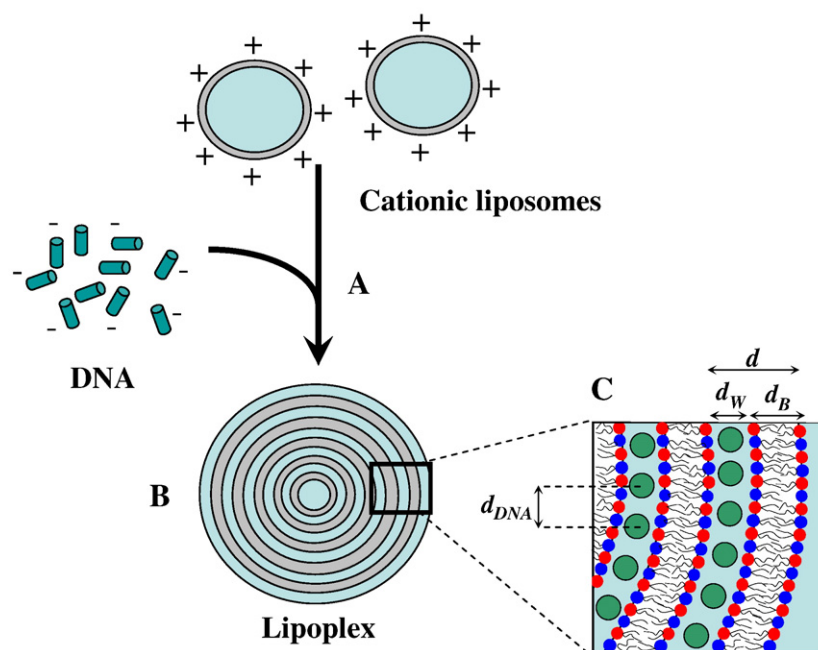 + + + + + + + +
+ + + + + + + +
Cationic liposomes
- - - - - -
A
DNA
C
d
d_W d_B
B
d_DNA
Lipoplex